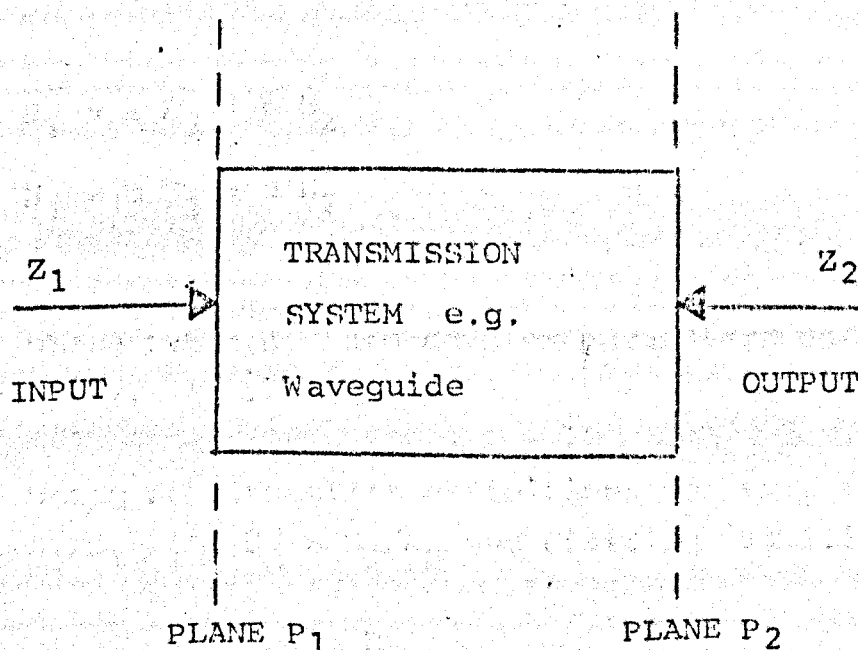 TRANSMISSION
Z₁
Z₂
SYSTEM e.g.
INPUT
Waveguide
OUTPUT
PLANE P₁
PLANE P₂